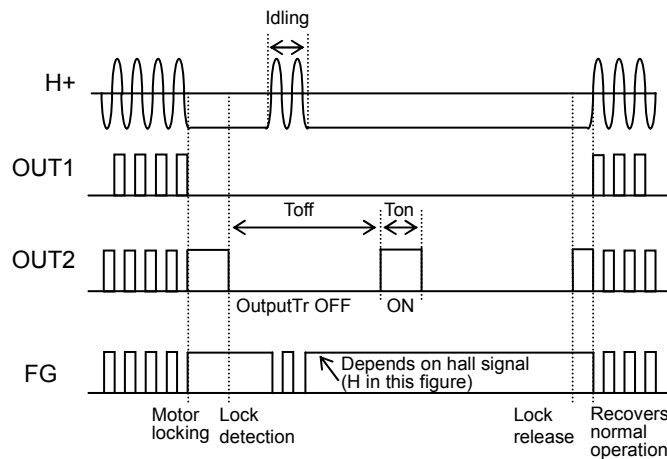 Idling
H+
OUT1
Toff
Ton
OUT2
OutputTr OFF
ON
FG
Depends on hall signal
(H in this figure)
Motor
locking
Lock
detection
Lock
release
Recovers
normal
operation